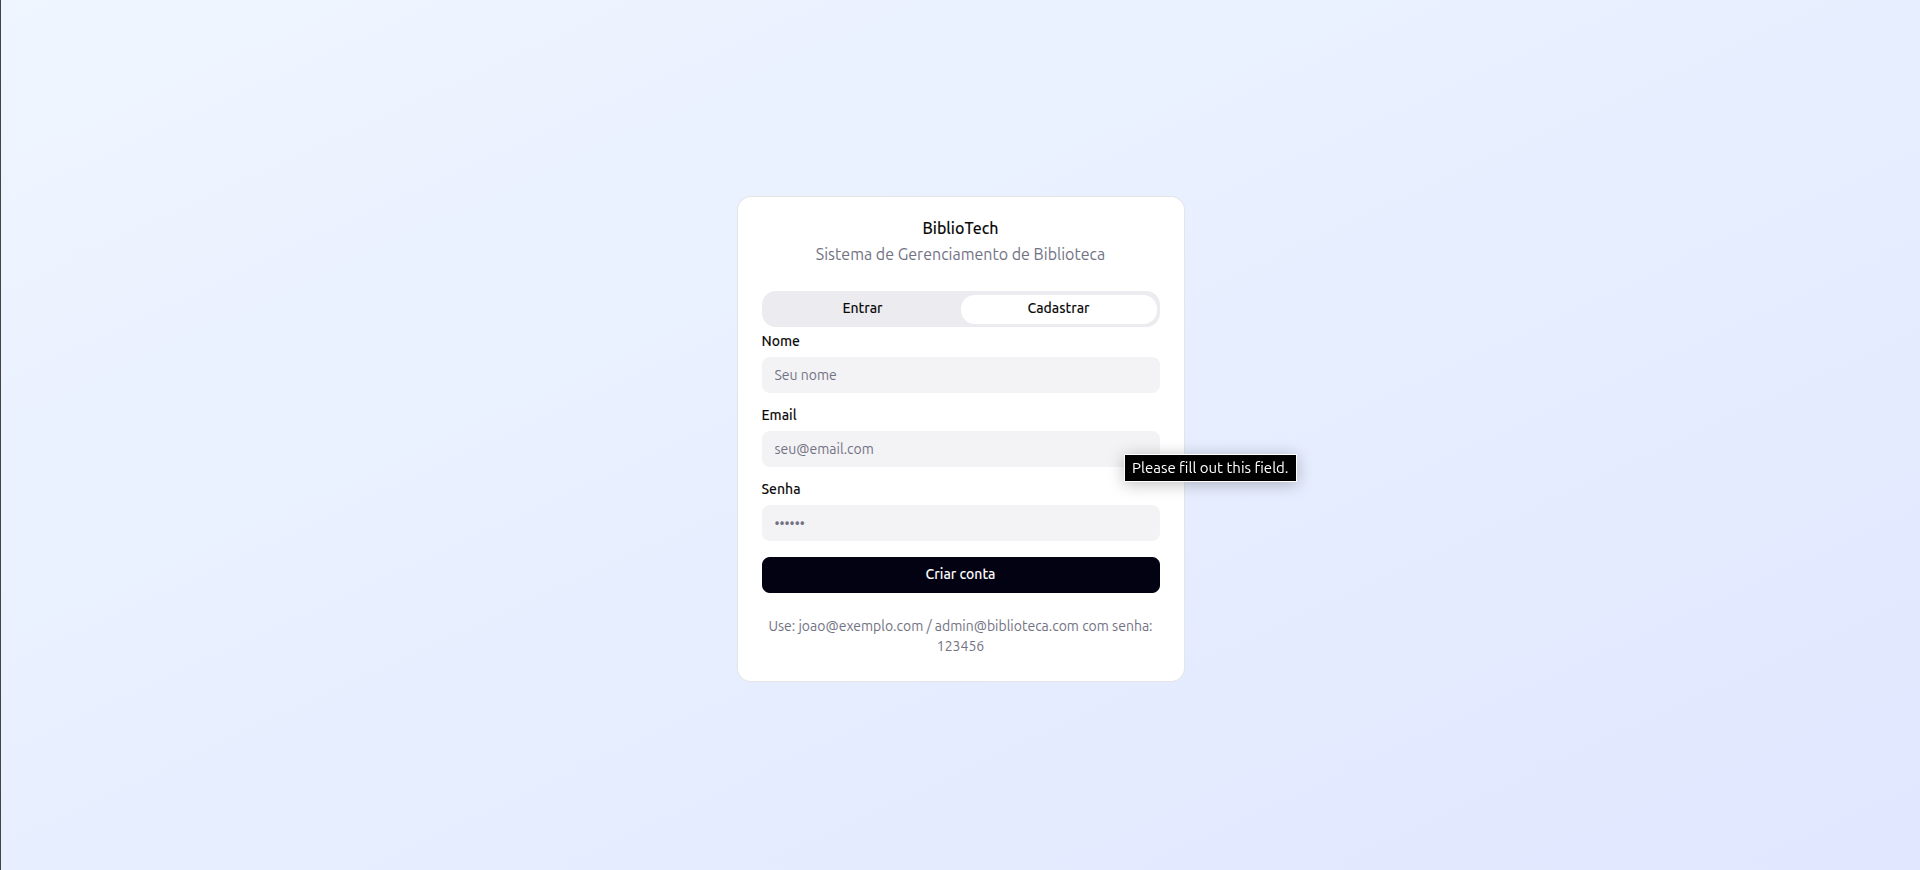 BiblioTech
Sistema de Gerenciamento de Biblioteca
Entrar
Cadastrar
Nome
Seu nome
Email
seu@email.com
Please fill out this field.
Senha
••••••
Criar conta
Use: joao@exemplo.com / admin@biblioteca.com com senha:
123456